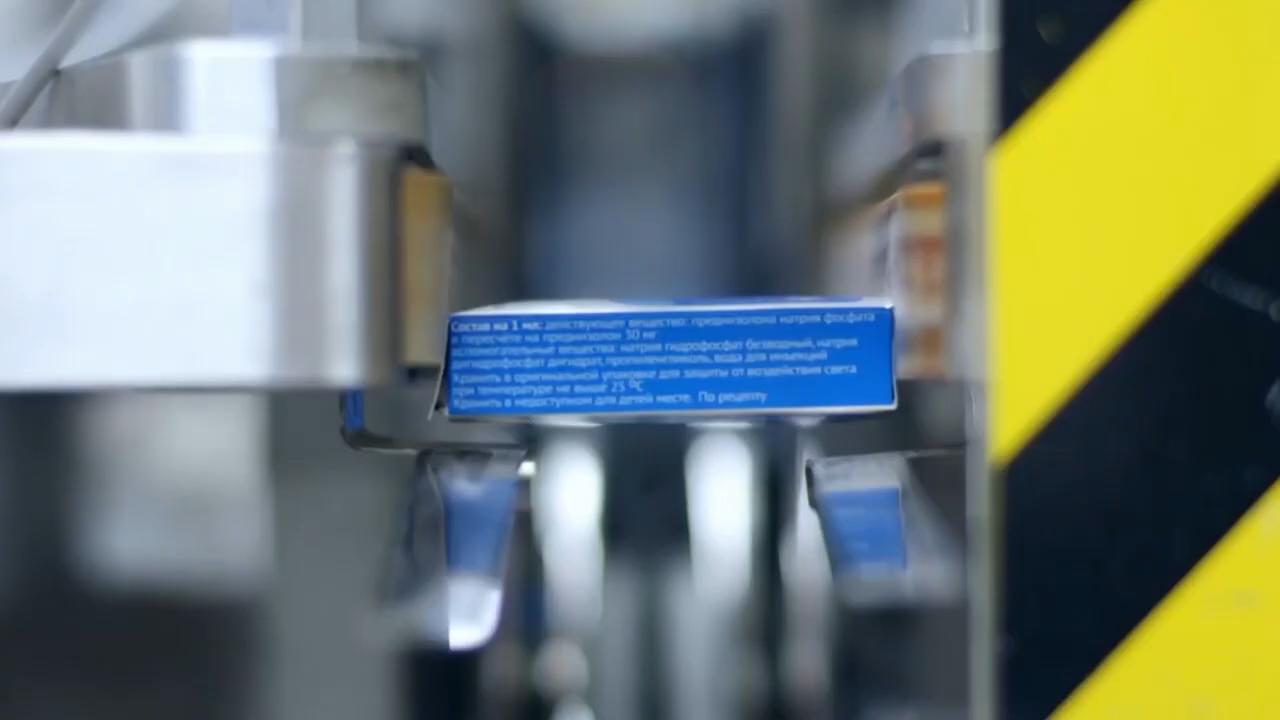 Состав на 1 мл: действующее вещество: преднизолона натрия фосфата
в пересчете на преднизолон 30 мг
вспомогательные вещества: натрия гидрофосфат безводный, натрия
дигидрофосфат дигидрат, пропиленгликоль, вода для инъекций
Хранить в оригинальной упаковке для защиты от воздействия света
при температуре не выше 25 ºС
Хранить в недоступном для детей месте. По рецепту